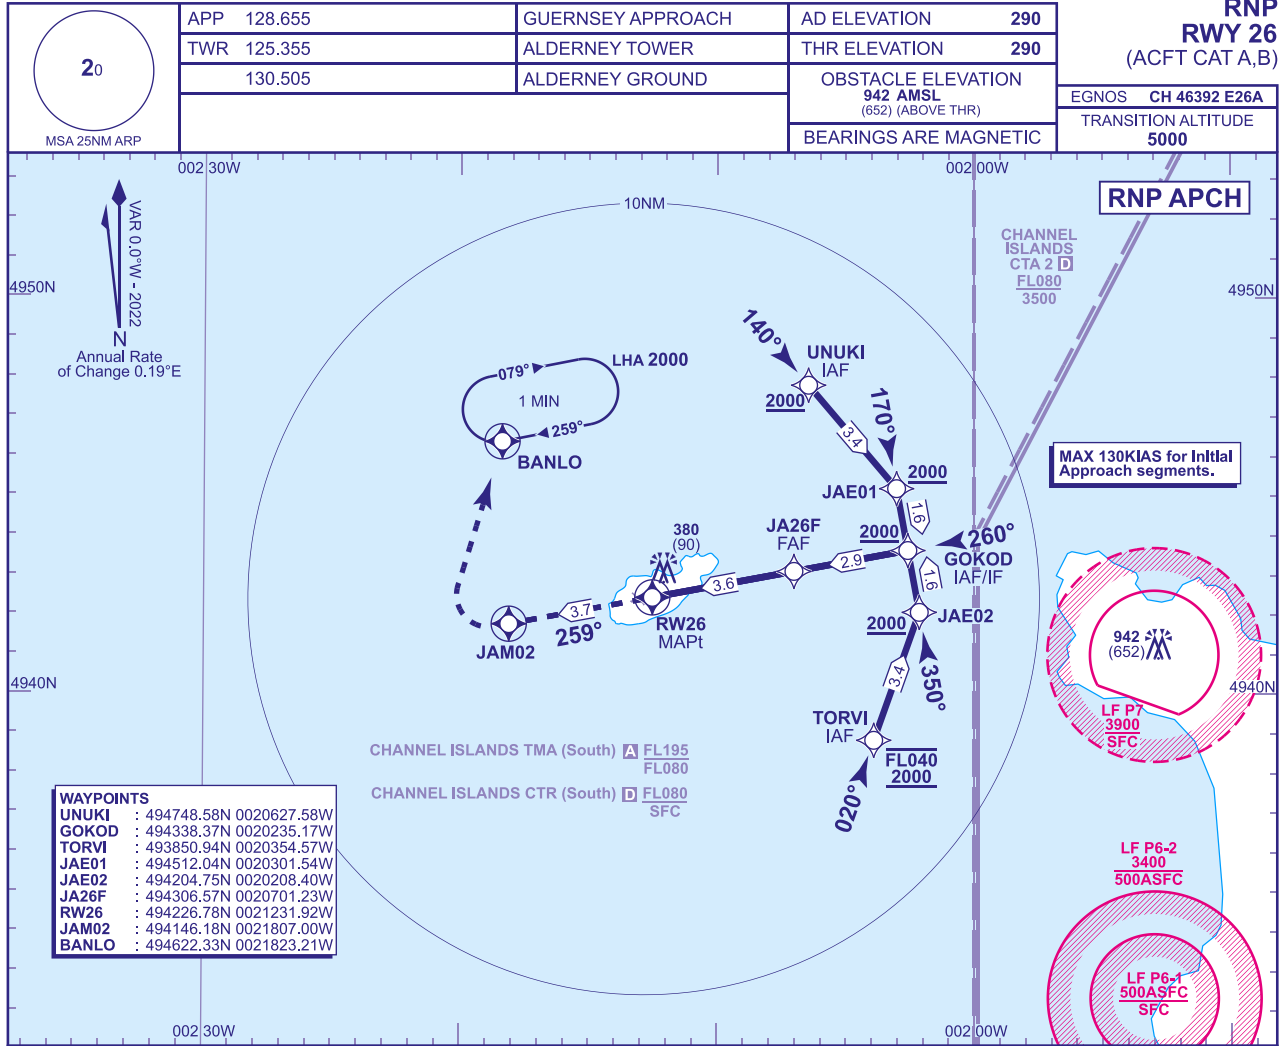 20
MSA 25NM ARP
APP 128.655 GUERNSEY APPROACH
TWR 125.355 ALDERNEY TOWER
130.505 ALDERNEY GROUND
AD ELEVATION 290
THR ELEVATION 290
OBSTACLE ELEVATION
942 AMSL
(652) (ABOVE THR)
BEARINGS ARE MAGNETIC
RNP
RWY 26
(ACFT CAT A,B)
EGNOS CH 46392 E26A
TRANSITION ALTITUDE
5000
002 30W
002 00W
RNP APCH
10NM
VAR 0.0°W - 2022
N
Annual Rate
of Change 0.19°E
CHANNEL
ISLANDS
CTA 2 D
FL080
3500
4950N
4950N
140°
UNUKI
IAF
2000
LHA 2000
079°
1 MIN
259°
BANLO
3.4
170°
2000
JAE01
MAX 130KIAS for Initial
Approach segments.
1.6
JA26F
FAF
2000
260°
GOKOD
IAF/IF
380
(90)
2.9
3.6
1.6
3.7
259°
RW26
MAPt
JAM02
2000
JAE02
350°
3.4
TORVI
IAF
FL040
2000
020°
942
(652)
4940N
4940N
LF P7
3900
SFC
CHANNEL ISLANDS TMA (South) A FL195
FL080
CHANNEL ISLANDS CTR (South) D FL080
SFC
WAYPOINTS
UNUKI : 494748.58N 0020627.58W
GOKOD : 494338.37N 0020235.17W
TORVI : 493850.94N 0020354.57W
JAE01 : 494512.04N 0020301.54W
JAE02 : 494204.75N 0020208.40W
JA26F : 494306.57N 0020701.23W
RW26 : 494226.78N 0021231.92W
JAM02 : 494146.18N 0021807.00W
BANLO : 494622.33N 0021823.21W
LF P6-2
3400
500ASFC
LF P6-1
500ASFC
SFC
002 30W
002 00W